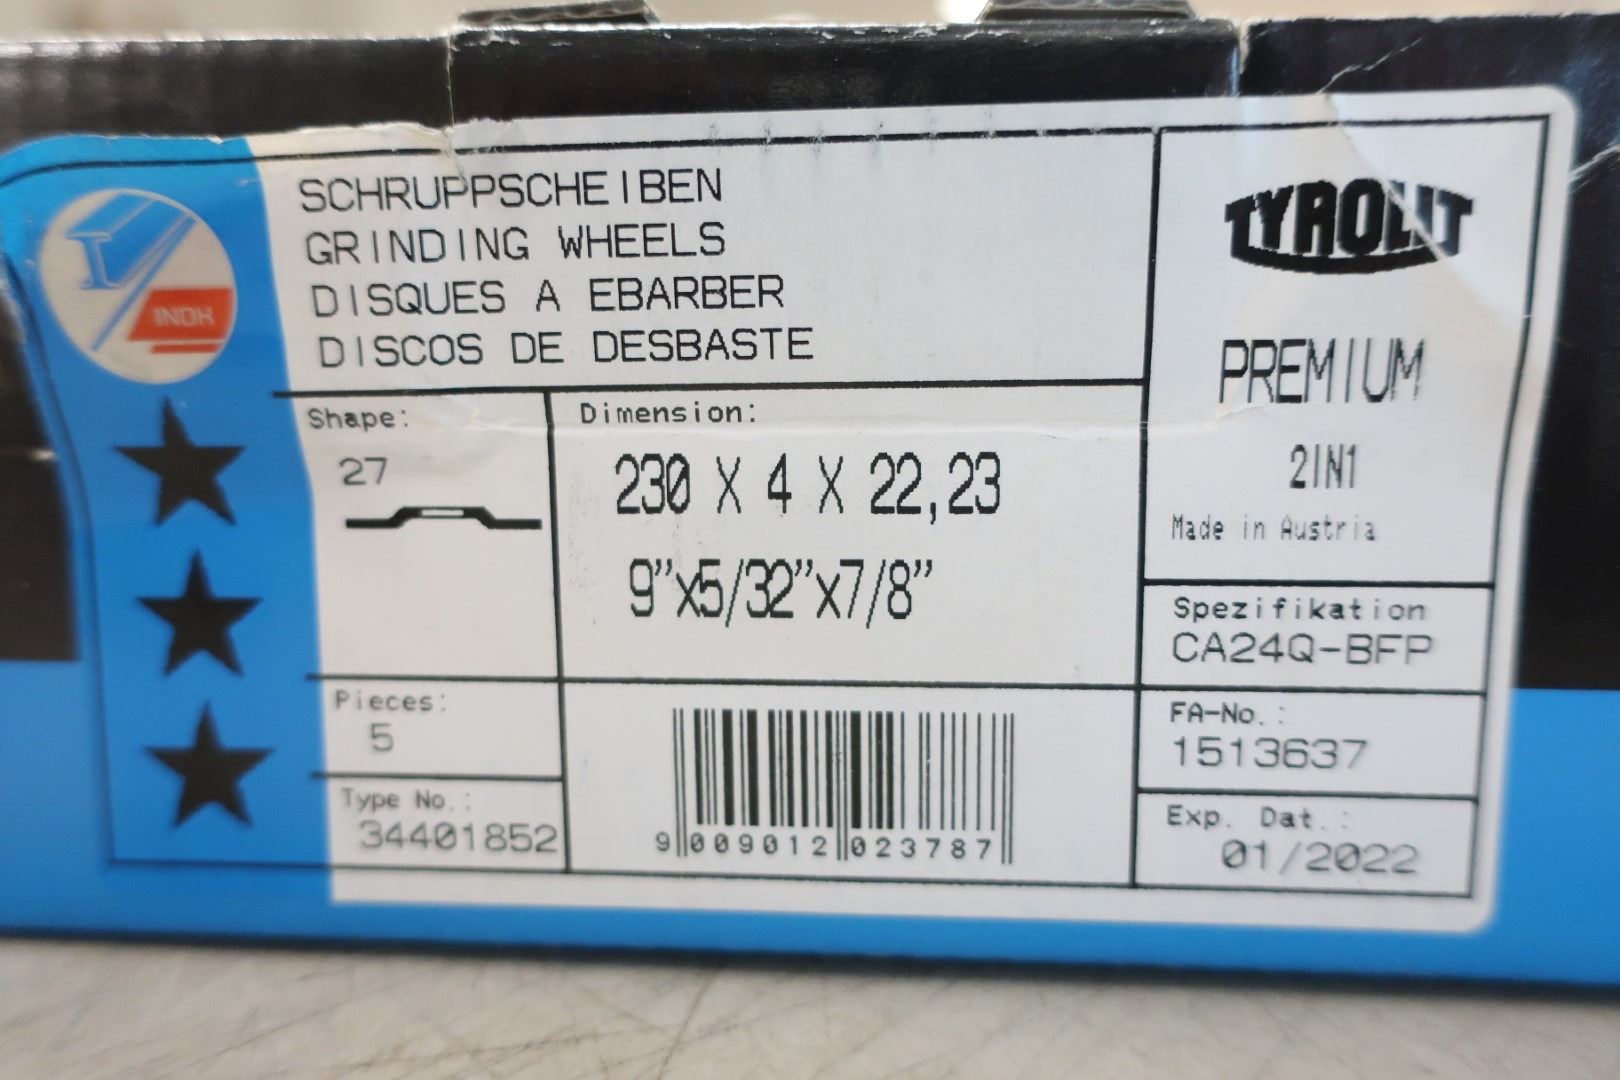 SCHRUPPSCHEIBEN
GRINDING WHEELS
DISQUES A EBARBER
DISCOS DE DESBASTE
TYROLIT
PREMIUM
2IN1
Made in Austria
INOX
Shape:
27
Dimension:
230 X 4 X 22,23
9"x5/32"x7/8"
Spezifikation
CA24Q-BFP
Pieces:
5
FA-No.:
1513637
Type No.:
34401852
9 009012 023787
Exp. Dat.:
01/2022